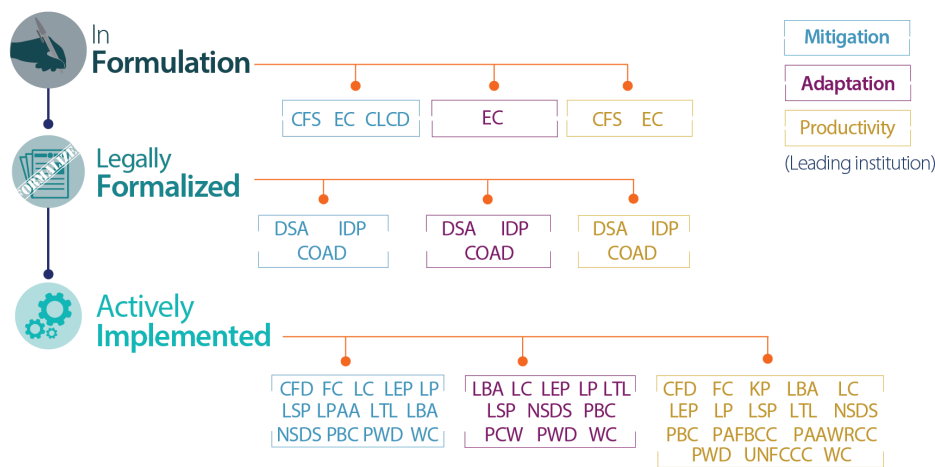 In
Formulation
Mitigation
Adaptation
Productivity
(Leading institution)
CFS EC CLCD
EC
CFS EC
FORMALIZE
Legally
Formalized
DSA IDP
COAD
DSA IDP
COAD
DSA IDP
COAD
Actively
Implemented
CFD FC LC LEP LP
LSP LPAA LTL LBA
NSDS PBC PWD WC
LBA LC LEP LP LTL
LSP NSDS PBC
PCW PWD WC
CFD FC KP LBA LC
LEP LP LSP LTL NSDS
PBC PAFBCC PAAWRCC
PWD UNFCCC WC